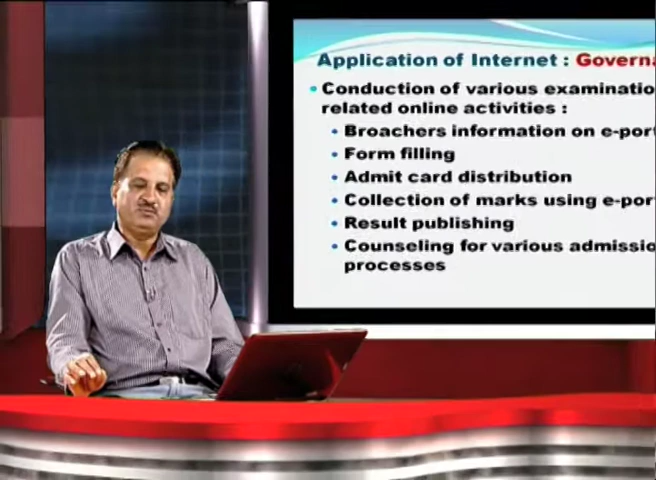 Application of Internet : Governa
• Conduction of various examinatio
related online activities :
• Broachers information on e-port
• Form filling
• Admit card distribution
• Collection of marks using e-por
• Result publishing
• Counseling for various admissio
processes